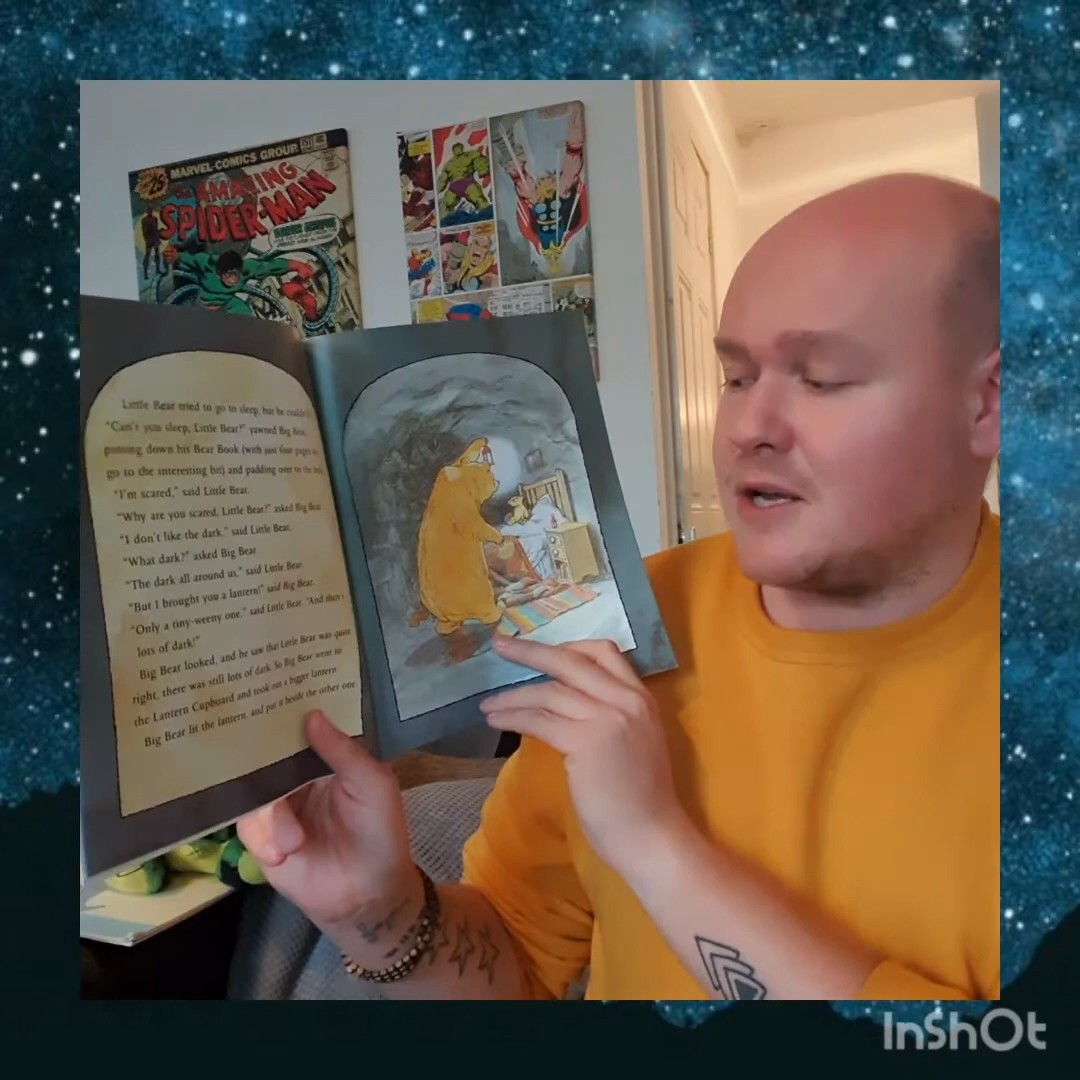 MARVEL COMICS GROUP
25¢
THE AMAZING
SPIDER-MAN
Little Bear tried to go to sleep, but he couldn't.
"Can't you sleep, Little Bear?" yawned Big Bear,
putting down his Bear Book (with just four pages to
go to the interesting bit) and padding over to the bed.
"I'm scared," said Little Bear.
"Why are you scared, Little Bear?" asked Big Bear.
"I don't like the dark," said Little Bear.
"What dark?" asked Big Bear
"The dark all around us," said Little Bear.
"But I brought you a lantern!" said Big Bear.
"Only a tiny-weeny one," said Little Bear. "And there's
lots of dark!"
Big Bear looked, and he saw that Little Bear was quite
right, there was still lots of dark. So Big Bear went to
the Lantern Cupboard and took out a bigger lantern
Big Bear lit the lantern, and put it beside the other one.
InShOt